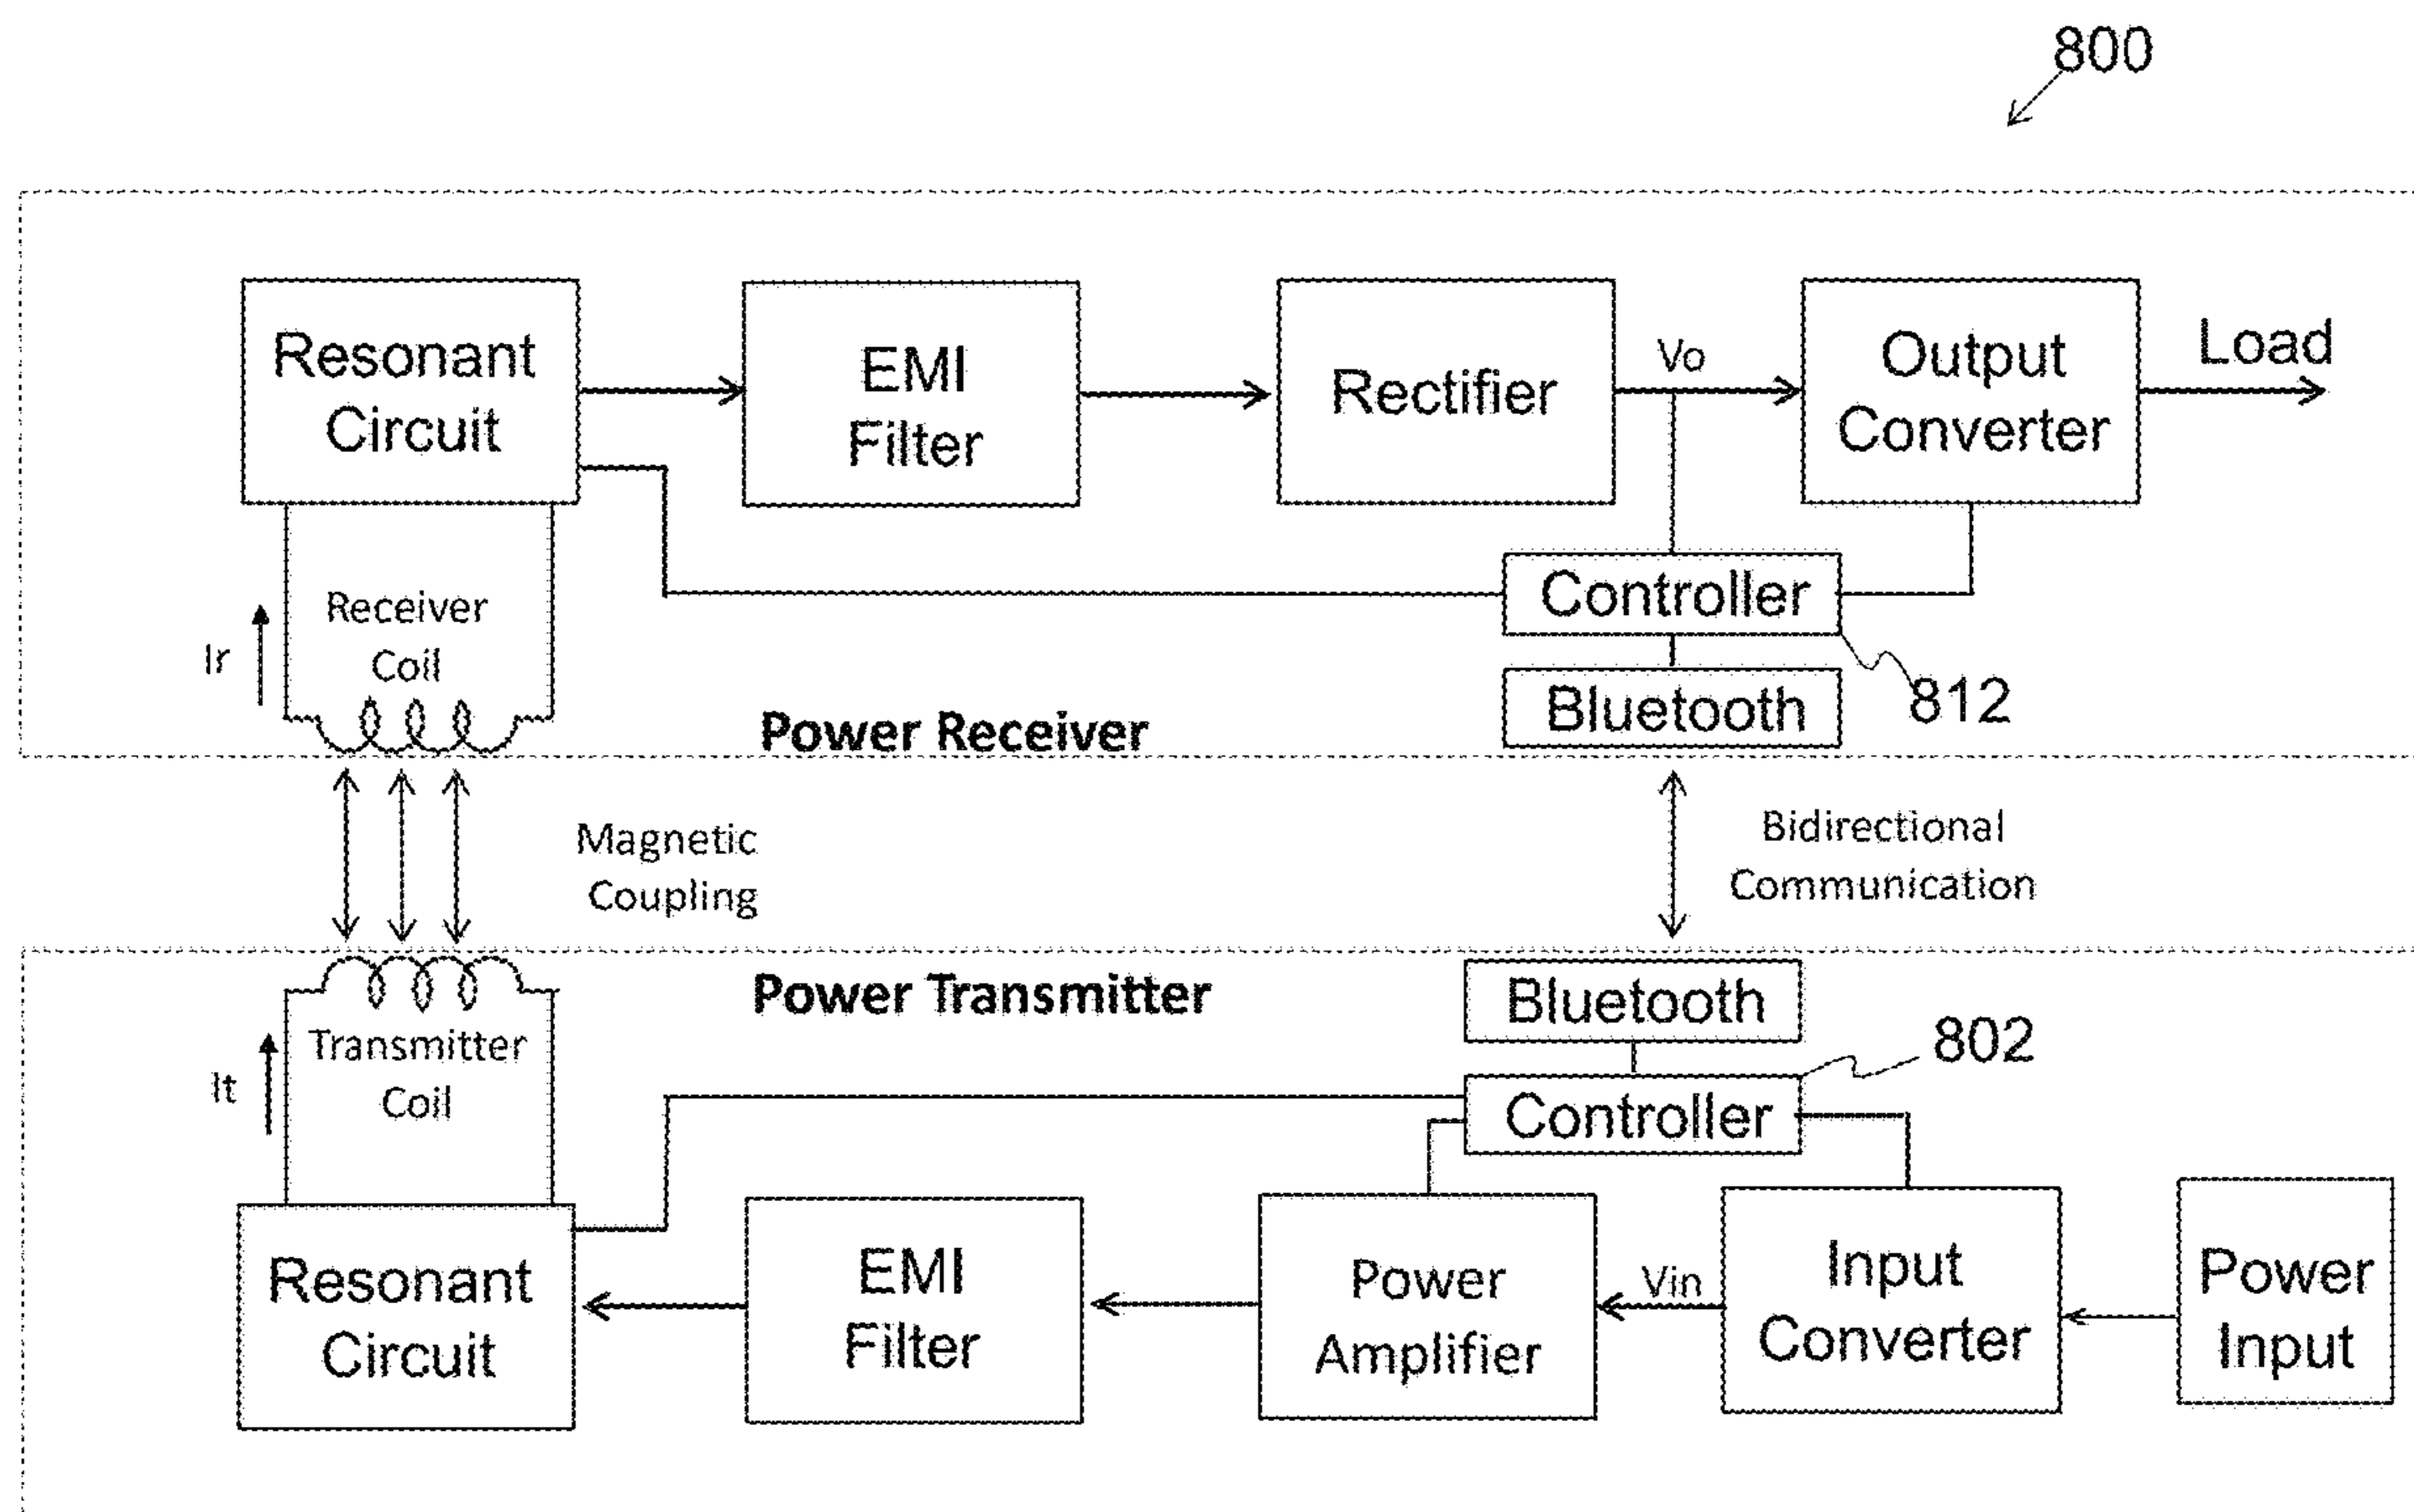 800
Resonant
Circuit
EMI
Filter
Rectifier
Vo
Output
Converter
Load
Controller
812
Bluetooth
Receiver
Coil
Ir
Power Receiver
Magnetic
Coupling
Bidirectional
Communication
Power Transmitter
Bluetooth
802
Controller
Transmitter
Coil
It
Resonant
Circuit
EMI
Filter
Power
Amplifier
Vin
Input
Converter
Power
Input